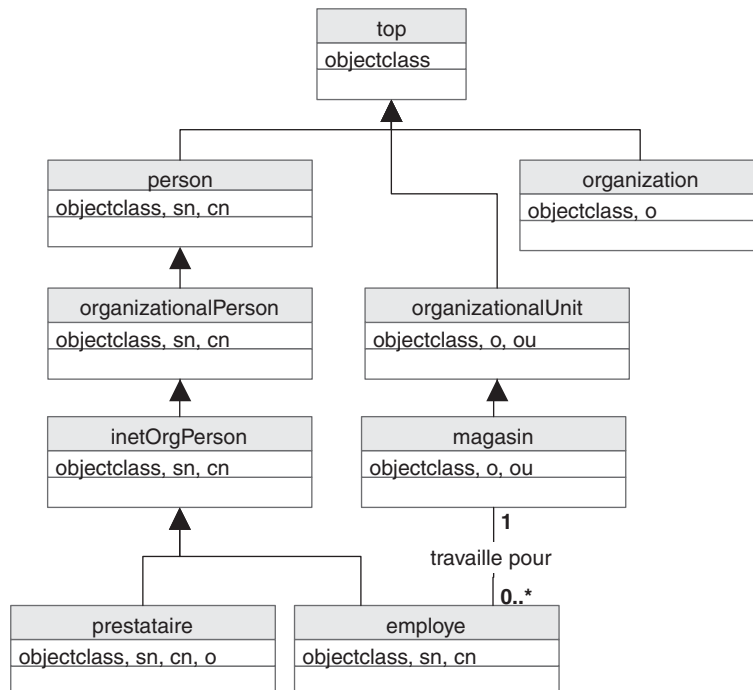 top
objectclass
person
objectclass, sn, cn
organization
objectclass, o
organizationalPerson
objectclass, sn, cn
organizationalUnit
objectclass, o, ou
inetOrgPerson
objectclass, sn, cn
magasin
objectclass, o, ou
1
travaille pour
0..*
prestataire
objectclass, sn, cn, o
employe
objectclass, sn, cn